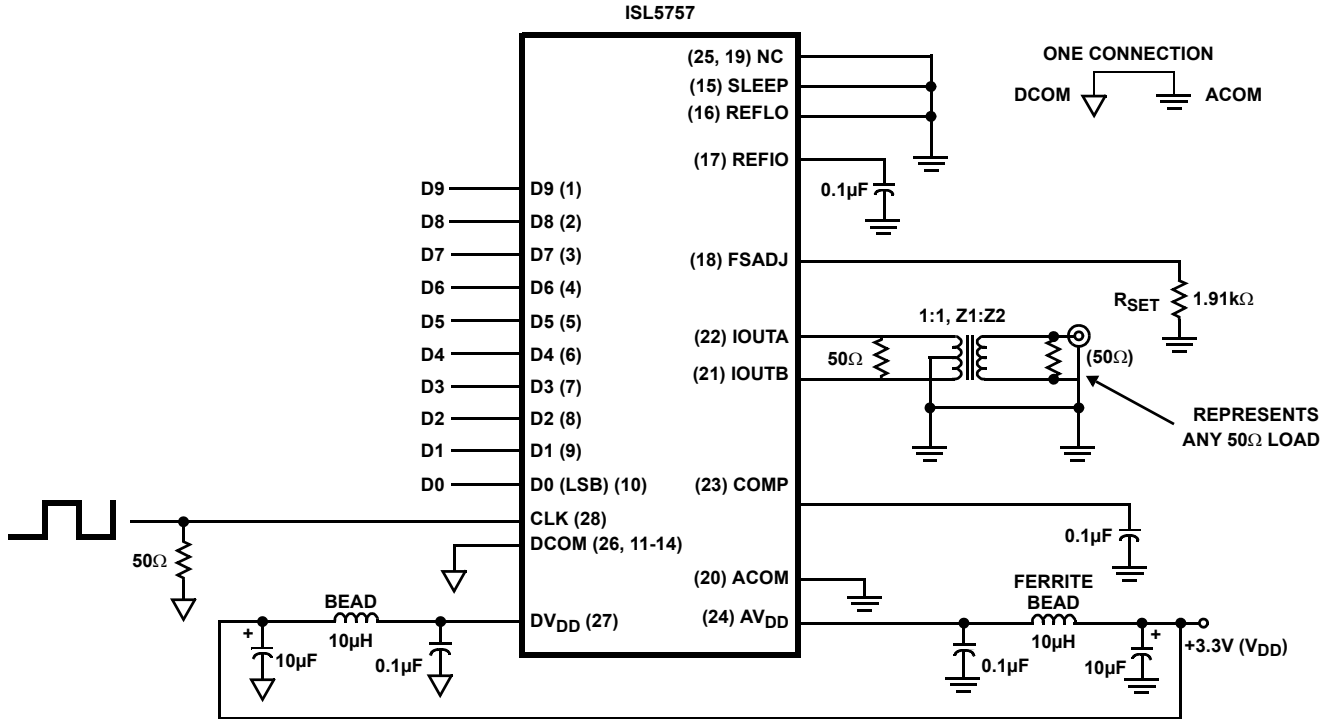 ISL5757
(25, 19) NC
(15) SLEEP
(16) REFLO
(17) REFIO
0.1µF
ONE CONNECTION
DCOM
ACOM
D9
D9 (1)
D8
D8 (2)
D7
D7 (3)
D6
D6 (4)
D5
D5 (5)
D4
D4 (6)
D3
D3 (7)
D2
D2 (8)
D1
D1 (9)
D0
D0 (LSB) (10)
CLK (28)
50Ω
DCOM (26, 11-14)
BEAD
DVDD (27)
+
10µH
10µF
0.1µF
(18) FSADJ
RSET
1.91kΩ
1:1, Z1:Z2
(22) IOUTA
50Ω
(50Ω)
(21) IOUTB
REPRESENTS
ANY 50Ω LOAD
(23) COMP
0.1µF
(20) ACOM
FERRITE
BEAD
(24) AVDD
10µH
+
+3.3V (VDD)
0.1µF
10µF